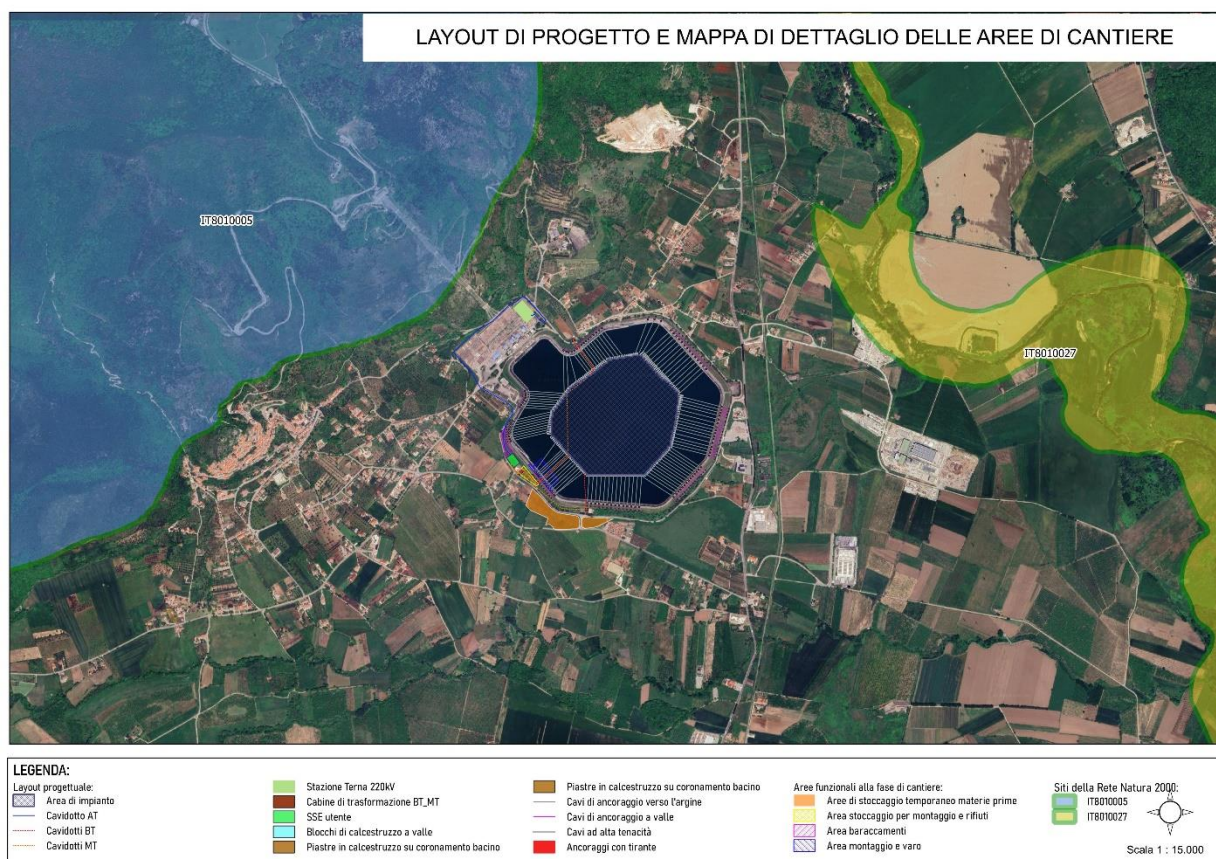 LAYOUT DI PROGETTO E MAPPA DI DETTAGLIO DELLE AREE DI CANTIERE
IT8010005
IT8010027
LEGENDA:
Layout progettuale:
Area di impianto
Cavidotto AT
Cavidotti BT
Cavidotti MT
Stazione Terna 220kV
Cabine di trasformazione BT_MT
SSE utente
Blocchi di calcestruzzo a valle
Piastre in calcestruzzo su coronamento bacino
Piastre in calcestruzzo su coronamento bacino
Cavi di ancoraggio verso l'argine
Cavi di ancoraggio a valle
Cavi ad alta tenacità
Ancoraggi con tirante
Aree funzionali alla fase di cantiere:
Aree di stoccaggio temporaneo materie prime
Area stoccaggio per montaggio e rifiuti
Area baraccamenti
Area montaggio e varo
Siti della Rete Natura 2000:
IT8010005
IT8010027
Scala 1 : 15.000